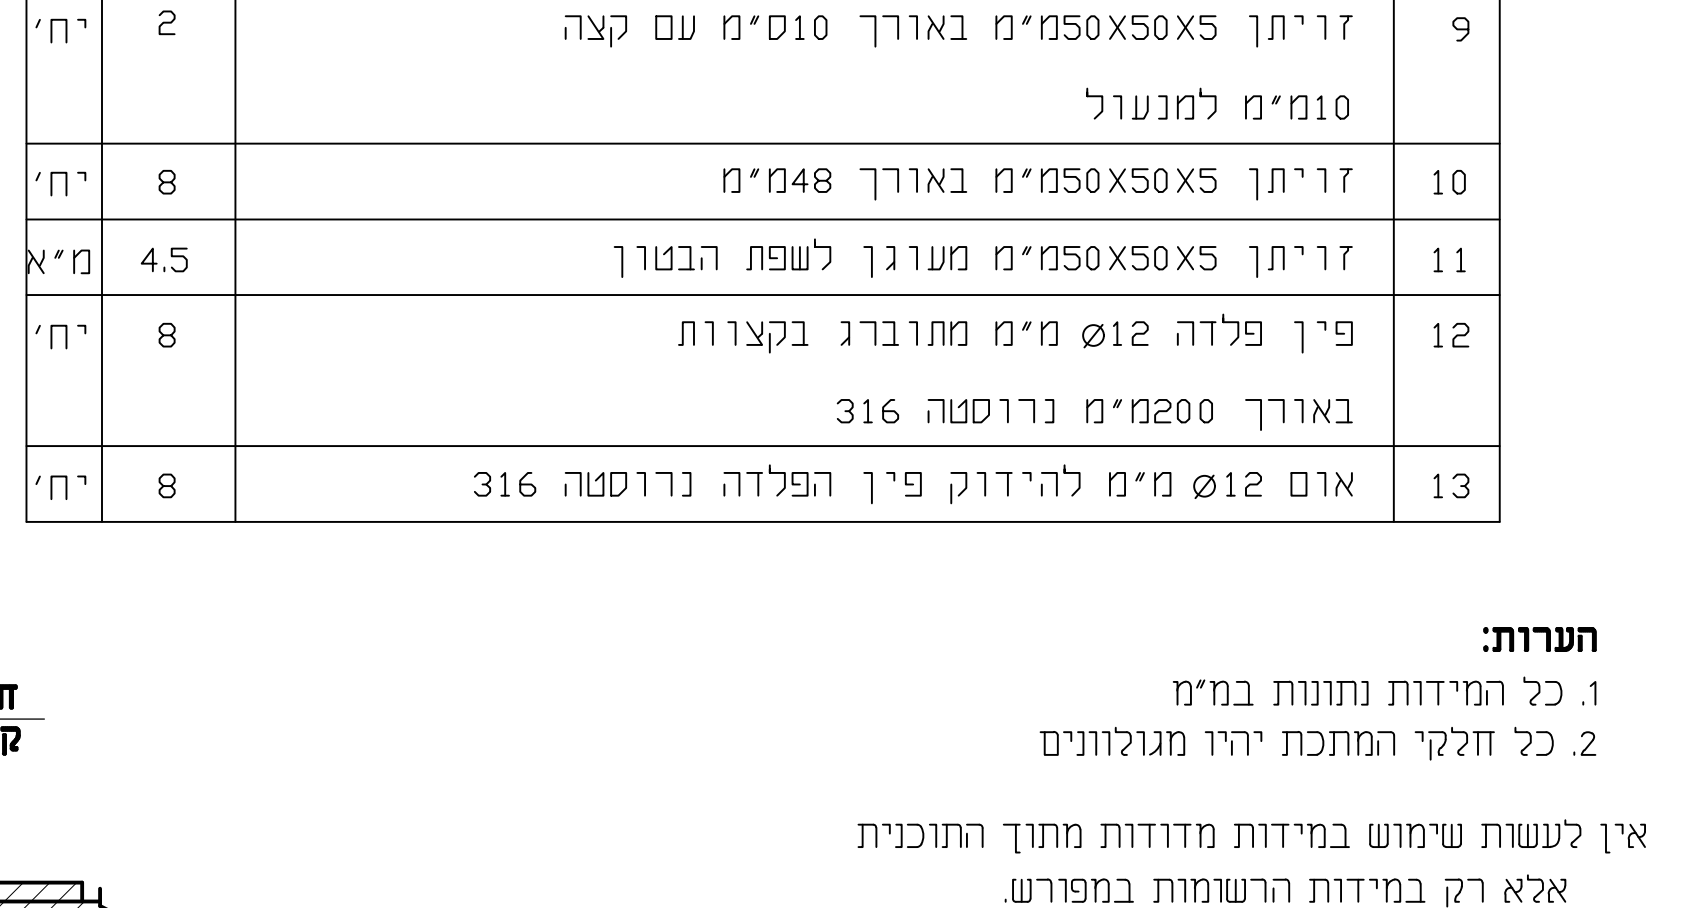 9 זויתן 50X50X5מ"מ באורך 10ס"מ עם קצה 2 יח'
10מ"מ למנעול
10 זויתן 50X50X5מ"מ באורך 48מ"מ 8 יח'
11 זויתן 50X50X5מ"מ מעוגן לשפת הבטון 4.5 מ"א
12 פין פלדה Ø12 מ"מ מתוברג בקצוות 8 יח'
באורך 200מ"מ נרוסטה 316
13 אום Ø12 מ"מ להידוק פין הפלדה נרוסטה 316 8 יח'
הערות:
1. כל המידות נתונות במ"מ
2. כל חלקי המתכת יהיו מגולוונים
אין לעשות שימוש במידות מדודות מתוך התוכנית
אלא רק במידות הרשומות במפורש.